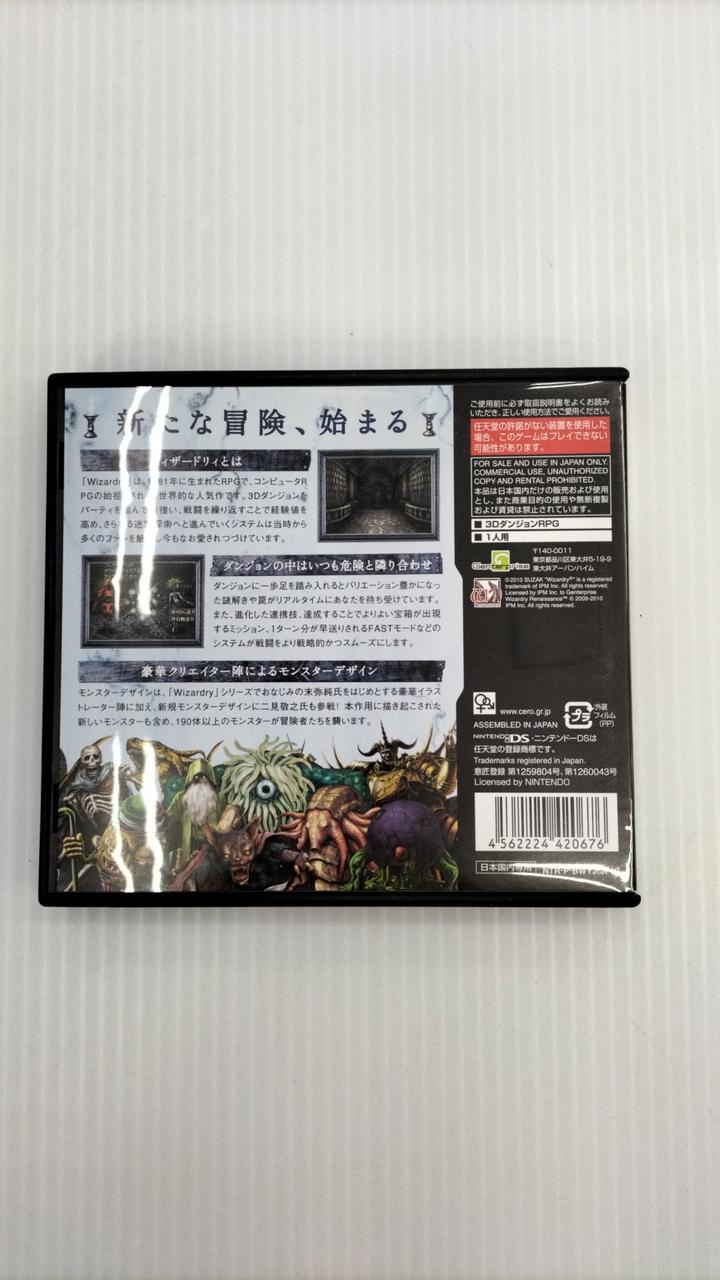 新たな冒険、始まる
ィザードリィとは
「Wizardry」は、1981年に生まれたRPGで、コンピュータR
PGの始祖 され 世界的な人気作です。3Dダンジョンを
パーティを組んで 徨い、戦闘を繰り返すことで経験値を
高め、さらなる迷宮探索へと進んでいくシステムは当時から
多くのファンを魅了し今もなお愛されつづけています。
ダンジョンの中はいつも危険と隣り合わせ
ダンジョンに一歩足を踏み入れるとバリエーション豊かになっ
た謎解きや罠がリアルタイムにあなたを待ち受けています。
また、進化した連携技、達成することでよりよい宝箱が出現
するミッション、1ターン分が早送りされるFASTモードなどの
システムが戦闘をより戦略的かつスムーズにします。
豪華クリエイター陣によるモンスターデザイン
モンスターデザインは、「Wizardry」シリーズでおなじみの末弥純氏をはじめとする豪華イラス
トレーター陣に加え、新規モンスターデザインに二見敬之氏も参戦！本作用に描き起こされた
新しいモンスターも含め、190体以上のモンスターが冒険者たちを襲います。
ご使用前に必ず取扱説明書をよくお読み
いただき、正しい使用方法でご愛用ください。
任天堂の許諾がない装置を使用した
場合、このゲームはプレイできない
可能性があります。
FOR SALE AND USE IN JAPAN ONLY.
COMMERCIAL USE, UNAUTHORIZED
COPY AND RENTAL PROHIBITED.
本品は日本国内だけの販売および使用
とし、また商業目的の使用や無断複製
および賃貸は禁止されています。
■ 3DダンジョンRPG
■ 1人用
Genterprise
〒140-0011
東京都品川区東大井5-19-9
東大井アーバンハイム
© 2010 SUZAK "Wizardry®" is a registered
trademark of IPM Inc. All rights reserved.
Licensed by IPM Inc. to Genterprise.
Wizardry Renaissance™ © 2009-2010
IPM Inc. All rights reserved.
www.cero.gr.jp
ASSEMBLED IN JAPAN
プラ
外装
フィルム
(PP)
NINTENDO DS・ニンテンドーDSは
任天堂の登録商標です。
Trademarks registered in Japan.
意匠登録 第1259804号、第1260043号
Licensed by NINTENDO
4 562224 420676
日本国内専用